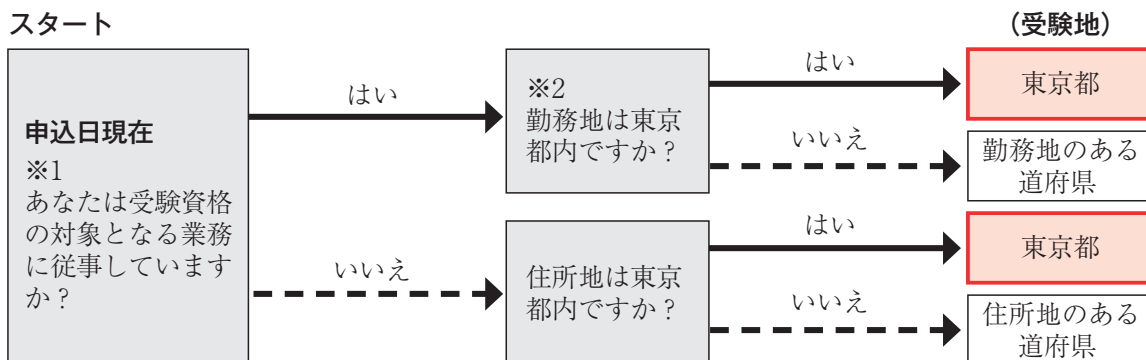 スタート
(受験地)
申込日現在
※1
あなたは受験資格
の対象となる業務
に従事しています
か?
はい
いいえ
※2
勤務地は東京
都内ですか?
はい
東京都
いいえ
勤務地のある
道府県
住所地は東京
都内ですか?
はい
東京都
いいえ
住所地のある
道府県